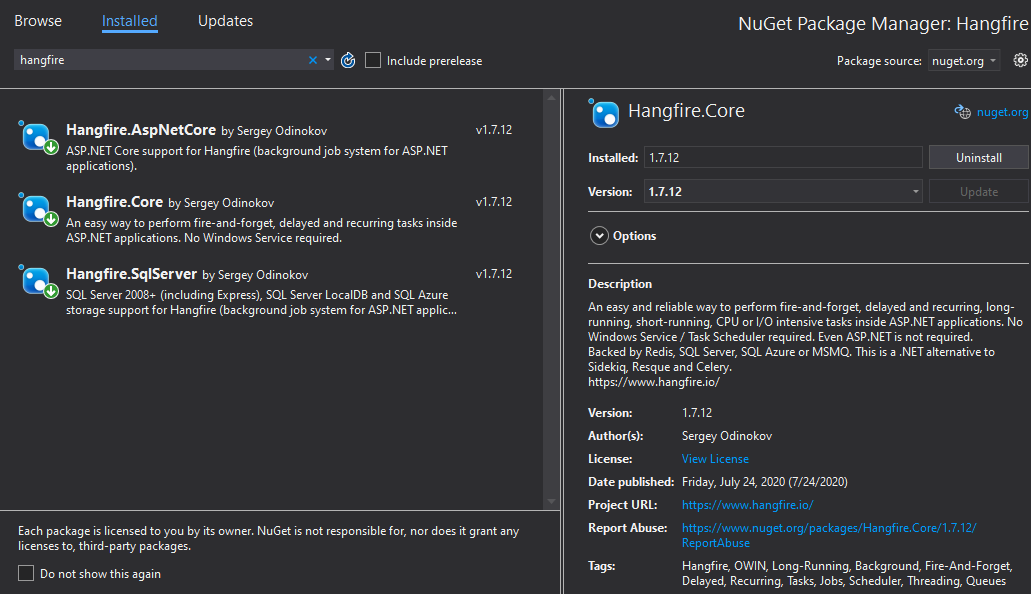 Browse
Installed
Updates
NuGet Package Manager: Hangfire
hangfire
Include prerelease
Package source:
nuget.org
Hangfire.AspNetCore by Sergey Odinokov
v1.7.12
ASP.NET Core support for Hangfire (background job system for ASP.NET
applications).
Hangfire.Core by Sergey Odinokov
v1.7.12
An easy way to perform fire-and-forget, delayed and recurring tasks inside
ASP.NET applications. No Windows Service required.
Hangfire.SqlServer by Sergey Odinokov
v1.7.12
SQL Server 2008+ (including Express), SQL Server LocalDB and SQL Azure
storage support for Hangfire (background job system for ASP.NET applic...
Each package is licensed to you by its owner. NuGet is not responsible for, nor does it grant any
licenses to, third-party packages.
Do not show this again
Hangfire.Core
nuget.org
Installed:
1.7.12
Uninstall
Version:
1.7.12
Update
Options
Description
An easy and reliable way to perform fire-and-forget, delayed and recurring, long-
running, short-running, CPU or I/O intensive tasks inside ASP.NET applications. No
Windows Service / Task Scheduler required. Even ASP.NET is not required.
Backed by Redis, SQL Server, SQL Azure or MSMQ. This is a .NET alternative to
Sidekiq, Resque and Celery.
https://www.hangfire.io/
Version: 1.7.12
Author(s): Sergey Odinokov
License: View License
Date published: Friday, July 24, 2020 (7/24/2020)
Project URL: https://www.hangfire.io/
Report Abuse: https://www.nuget.org/packages/Hangfire.Core/1.7.12/
ReportAbuse
Tags: Hangfire, OWIN, Long-Running, Background, Fire-And-Forget,
Delayed, Recurring, Tasks, Jobs, Scheduler, Threading, Queues